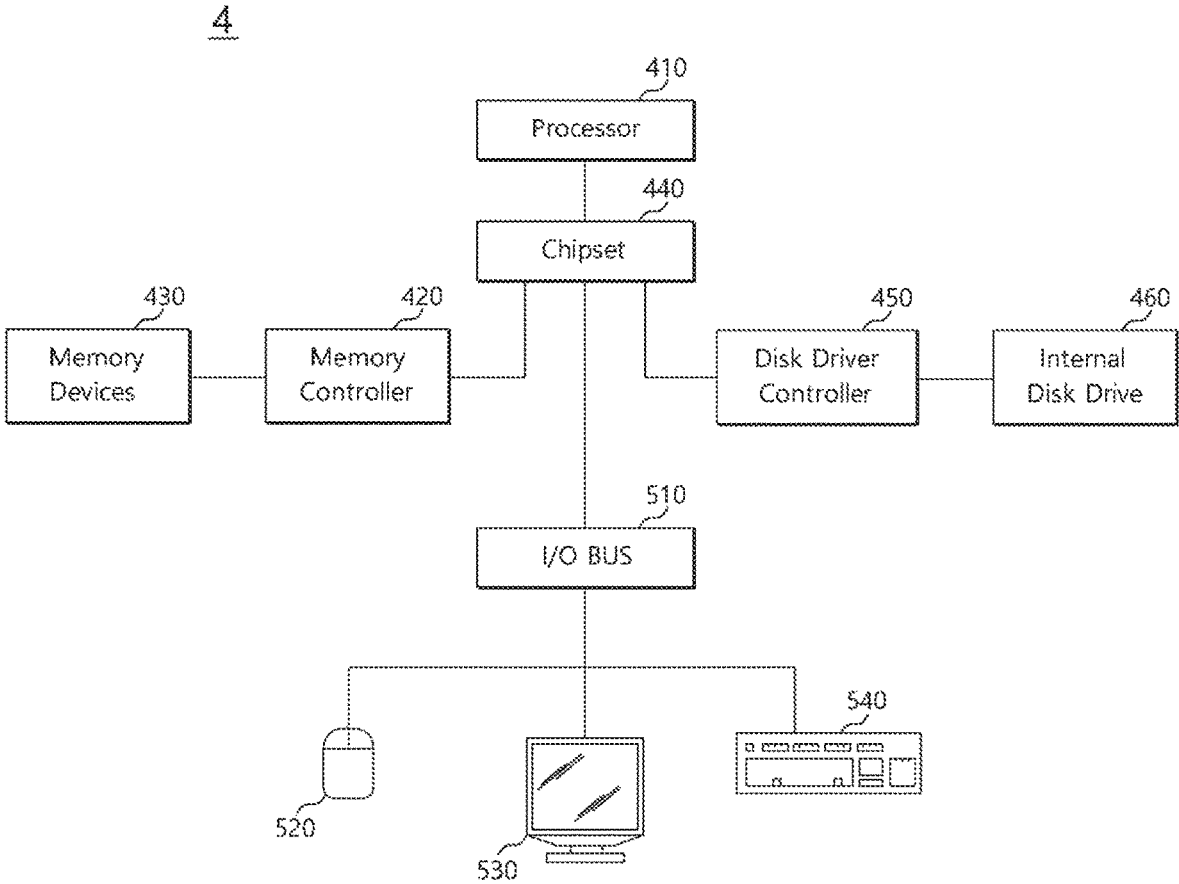 4
410
Processor
440
Chipset
430
420
450
460
Memory
Devices
Memory
Controller
Disk Driver
Controller
Internal
Disk Drive
510
I/O BUS
540
520
530